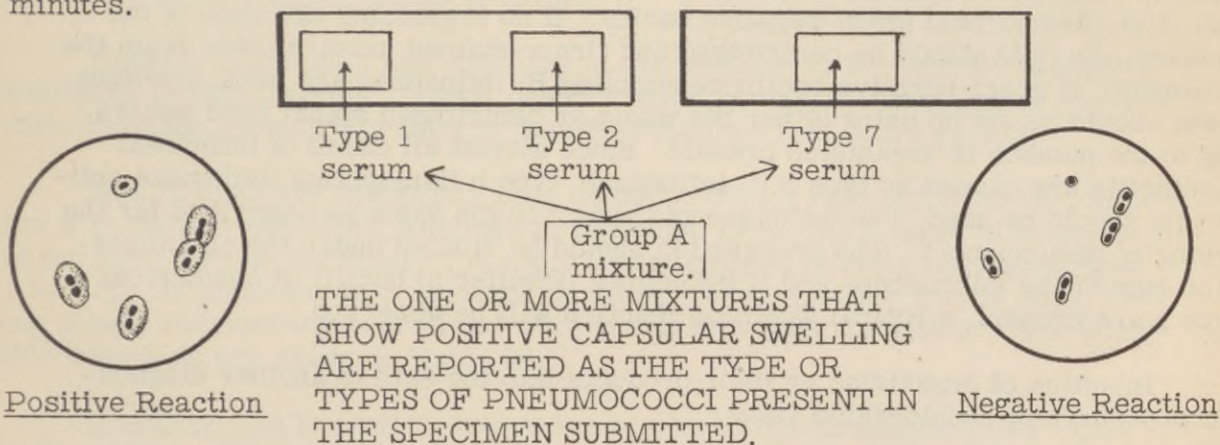 minutes.
Type 1 Type 2 Type 7
serum serum serum
Group A
mixture.
THE ONE OR MORE MIXTURES THAT
SHOW POSITIVE CAPSULAR SWELLING
ARE REPORTED AS THE TYPE OR
TYPES OF PNEUMOCOCCI PRESENT IN
THE SPECIMEN SUBMITTED.
Positive Reaction
Negative Reaction